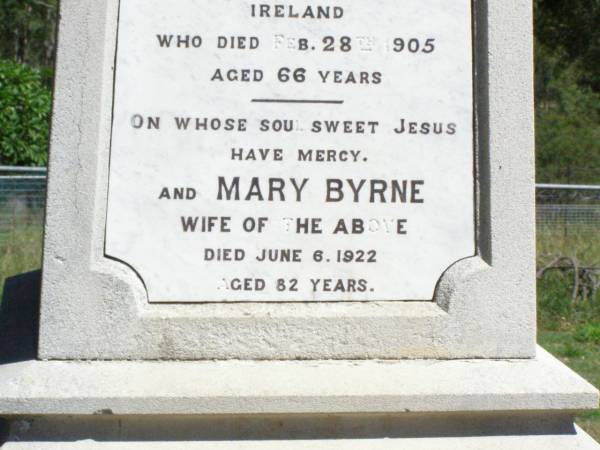 IRELAND
WHO DIED FEB. 28TH 1905
AGED 66 YEARS
ON WHOSE SOUL SWEET JESUS
HAVE MERCY.
AND MARY BYRNE
WIFE OF THE ABOVE
DIED JUNE 6. 1922
AGED 82 YEARS.